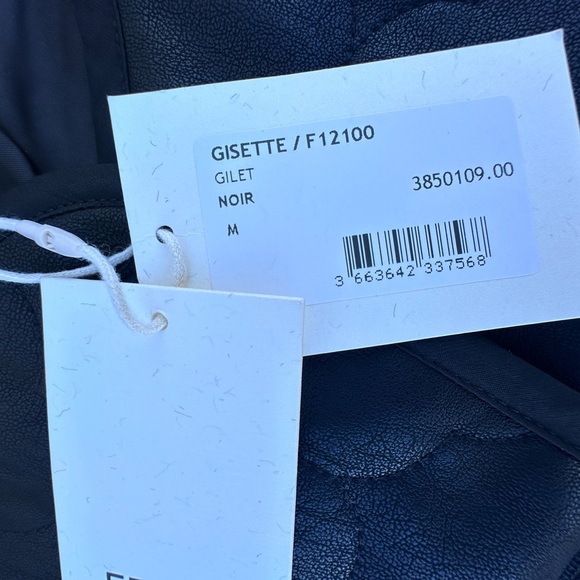 GISETTE / F12100
GILET
NOIR
3850109.00
M
3 663642 337568